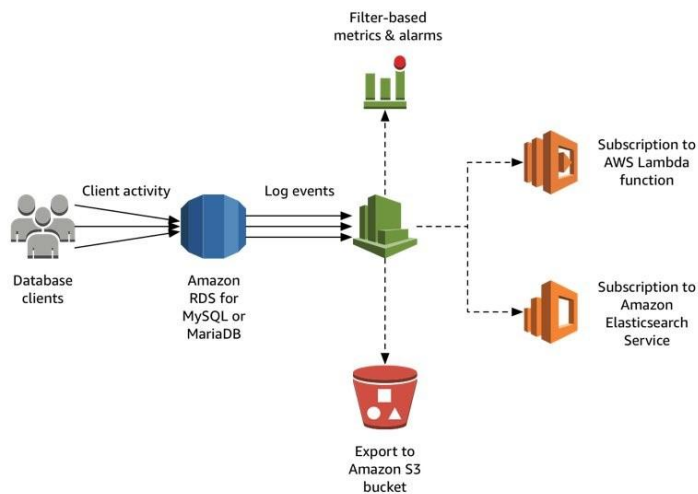 Filter-based
metrics & alarms
Client activity
Log events
Subscription to
AWS Lambda
function
Database
clients
Amazon
RDS for
MySQL or
MariaDB
Subscription to
Amazon
Elasticsearch
Service
Export to
Amazon S3
bucket